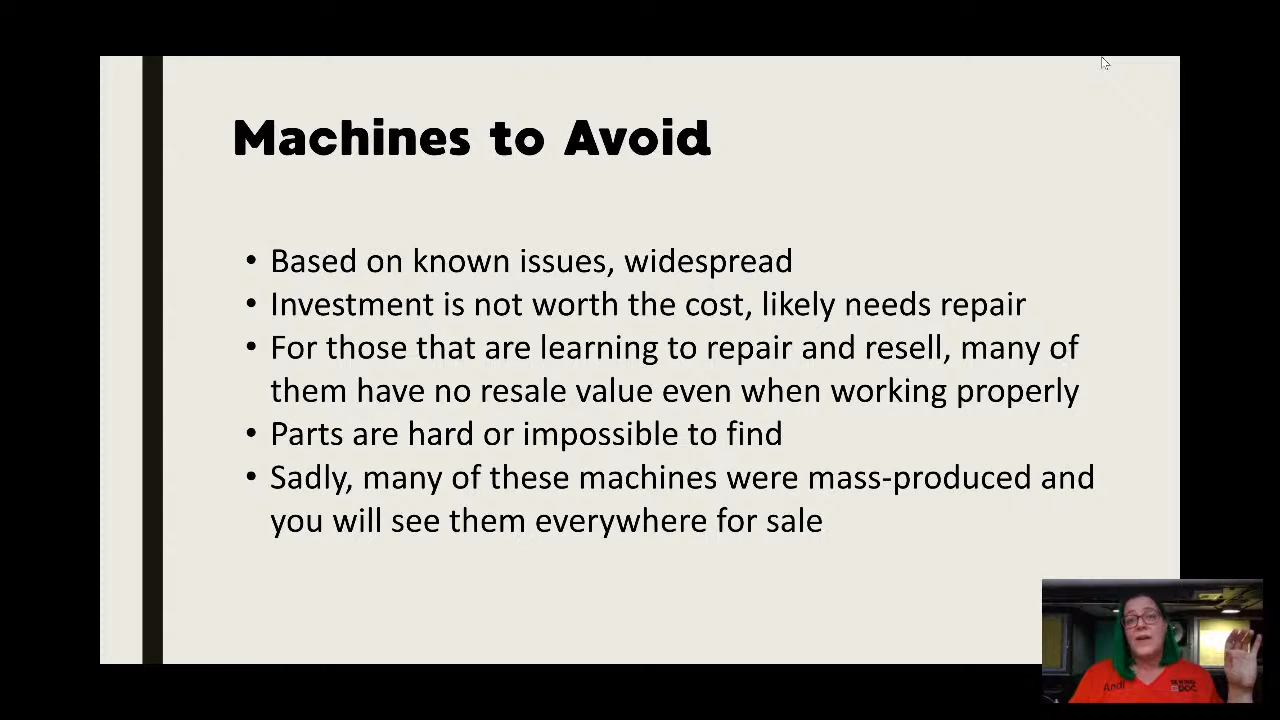 Machines to Avoid
• Based on known issues, widespread
• Investment is not worth the cost, likely needs repair
• For those that are learning to repair and resell, many of
them have no resale value even when working properly
• Parts are hard or impossible to find
• Sadly, many of these machines were mass-produced and
you will see them everywhere for sale
Andi
SEWING
DOC